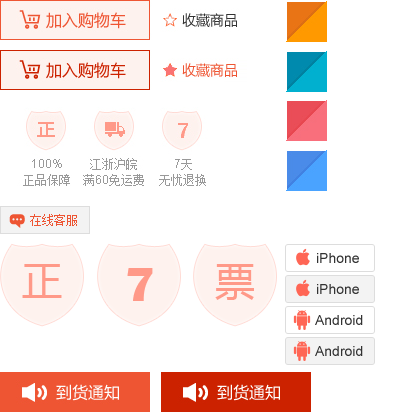 加入购物车
收藏商品
加入购物车
收藏商品
正
7
100%
正品保障
江浙沪皖
满60免运费
7天
无忧退换
在线客服
正
7
票
iPhone
iPhone
Android
Android
到货通知
到货通知